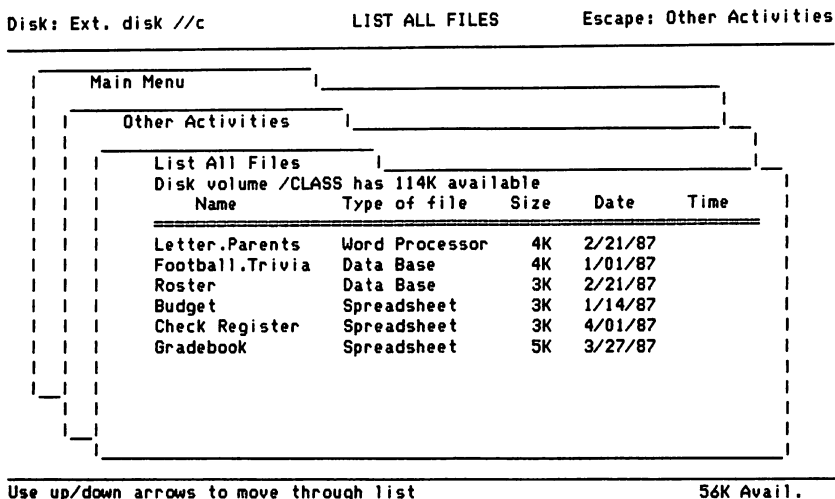 Disk: Ext. disk //c LIST ALL FILES Escape: Other Activities
Main Menu
Other Activities
List All Files
Disk volume /CLASS has 114K available
Name Type of file Size Date Time
Letter.Parents Word Processor 4K 2/21/87
Football.Trivia Data Base 4K 1/01/87
Roster Data Base 3K 2/21/87
Budget Spreadsheet 3K 1/14/87
Check Register Spreadsheet 3K 4/01/87
Gradebook Spreadsheet 5K 3/27/87
Use up/down arrows to move through list 56K Avail.